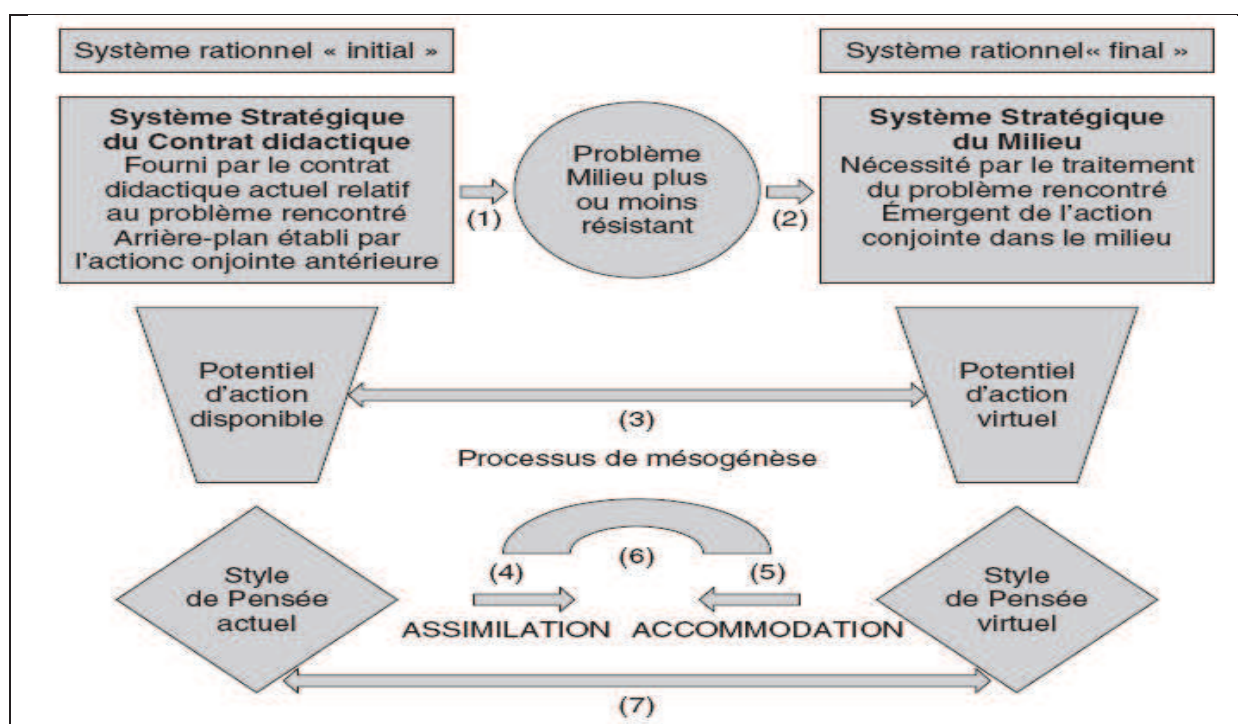 Système rationnel « initial »
Système rationnel« final »
Système Stratégique
du Contrat didactique
Fourni par le contrat
didactique actuel relatif
au problème rencontré
Arrière-plan établi par
l'actionc onjointe antérieure
(1)
Problème
Milieu plus
ou moins
résistant
(2)
Système Stratégique
du Milieu
Nécessité par le traitement
du problème rencontré
Émergent de l'action
conjointe dans le milieu
Potentiel
d'action
disponible
(3)
Potentiel
d'action
virtuel
Processus de mésogénèse
Style
de Pensée
actuel
(4)
(6)
(5)
ASSIMILATION
ACCOMMODATION
Style
de Pensée
virtuel
(7)